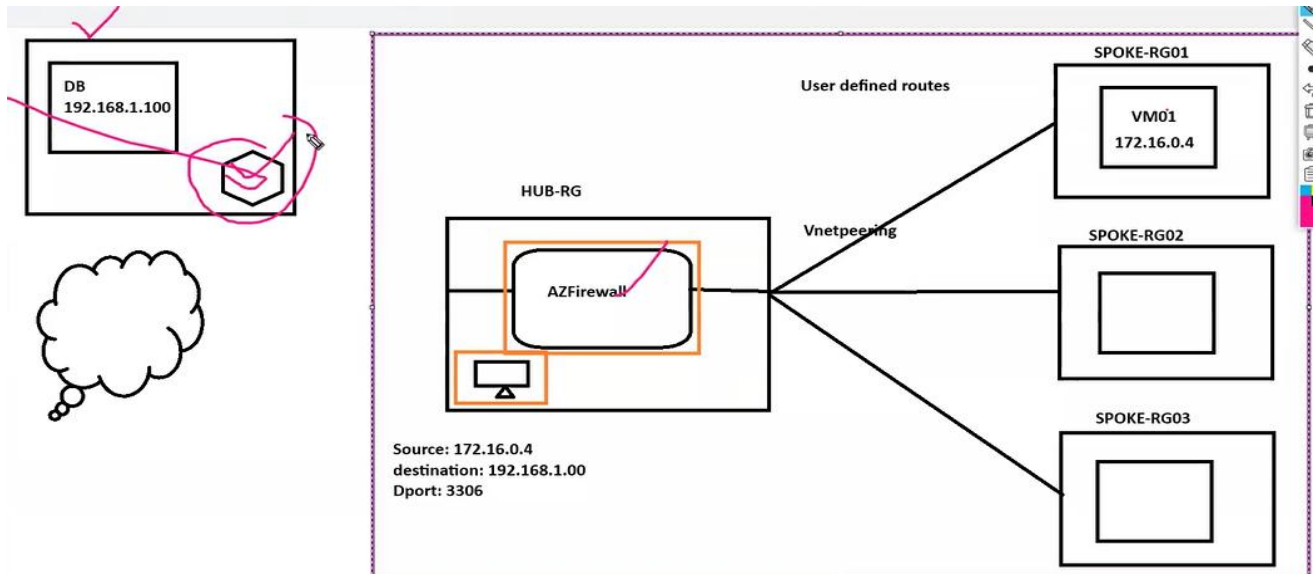 DB
192.168.1.100
SPOKE-RG01
User defined routes
VM01
172.16.0.4
HUB-RG
Vnetpeering
SPOKE-RG02
AZFirewall
SPOKE-RG03
Source: 172.16.0.4
destination: 192.168.1.00
Dport: 3306